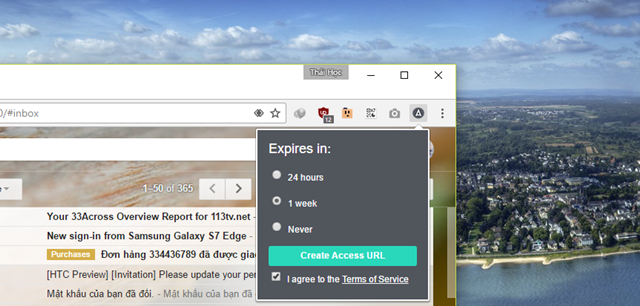 Thái Học
0/#inbox
12
Expires in:
1–50 of 365
24 hours
1 week
Never
Your 33Across Overview Report for 113tv.net -
New sign-in from Samsung Galaxy S7 Edge -
Purchases Đơn hàng 334436789 đã được giao
[HTC Preview] [Invitation] Please update your
Mật khẩu của bạn đã đổi. - Mật khẩu của bạn đã
Create Access URL
I agree to the Terms of Service